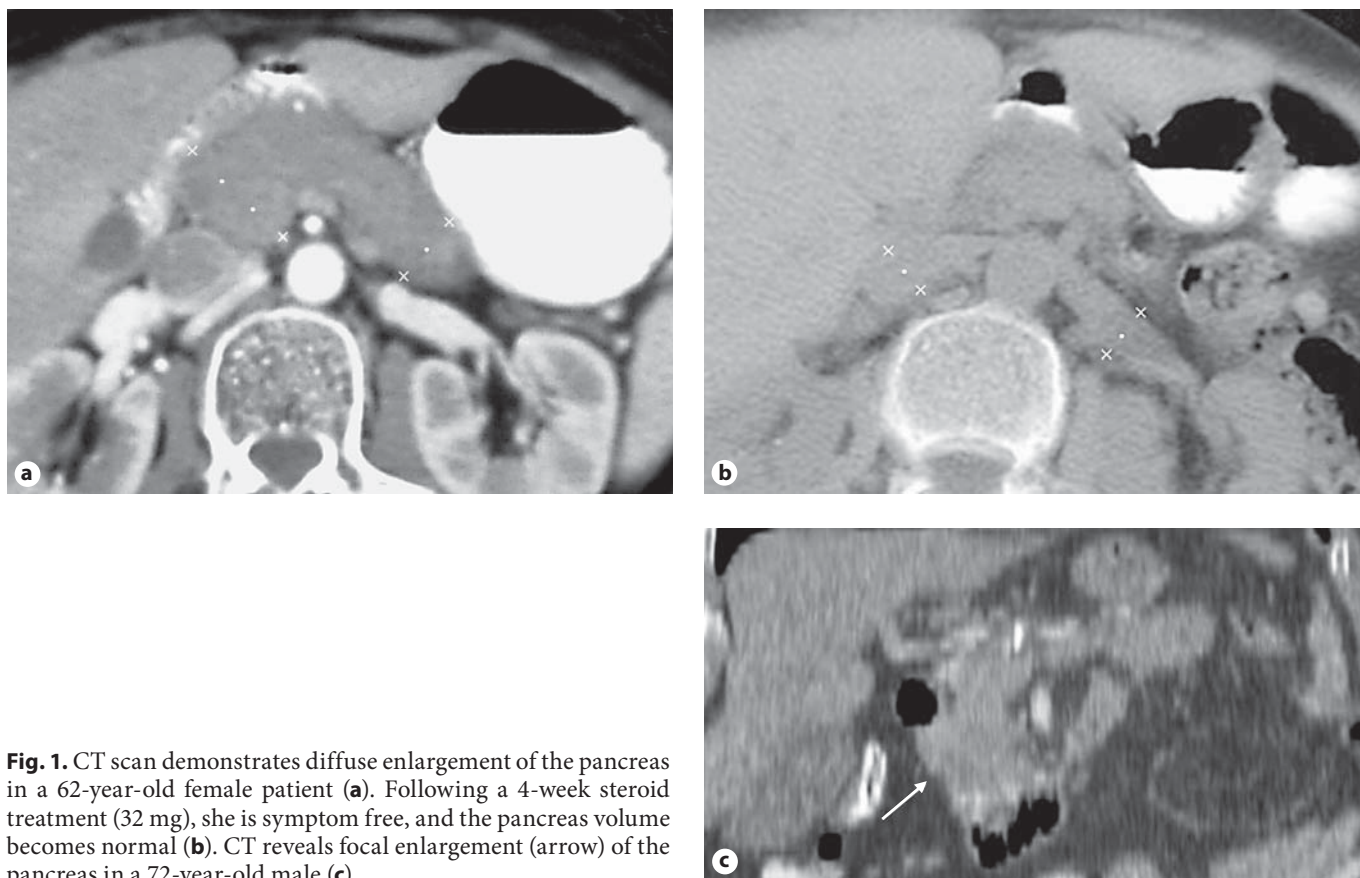 a
b
Fig. 1. CT scan demonstrates diffuse enlargement of the pancreas
in a 62-year-old female patient (a). Following a 4-week steroid
treatment (32 mg), she is symptom free, and the pancreas volume
becomes normal (b). CT reveals focal enlargement (arrow) of the
pancreas in a 72-year-old male (c).
c